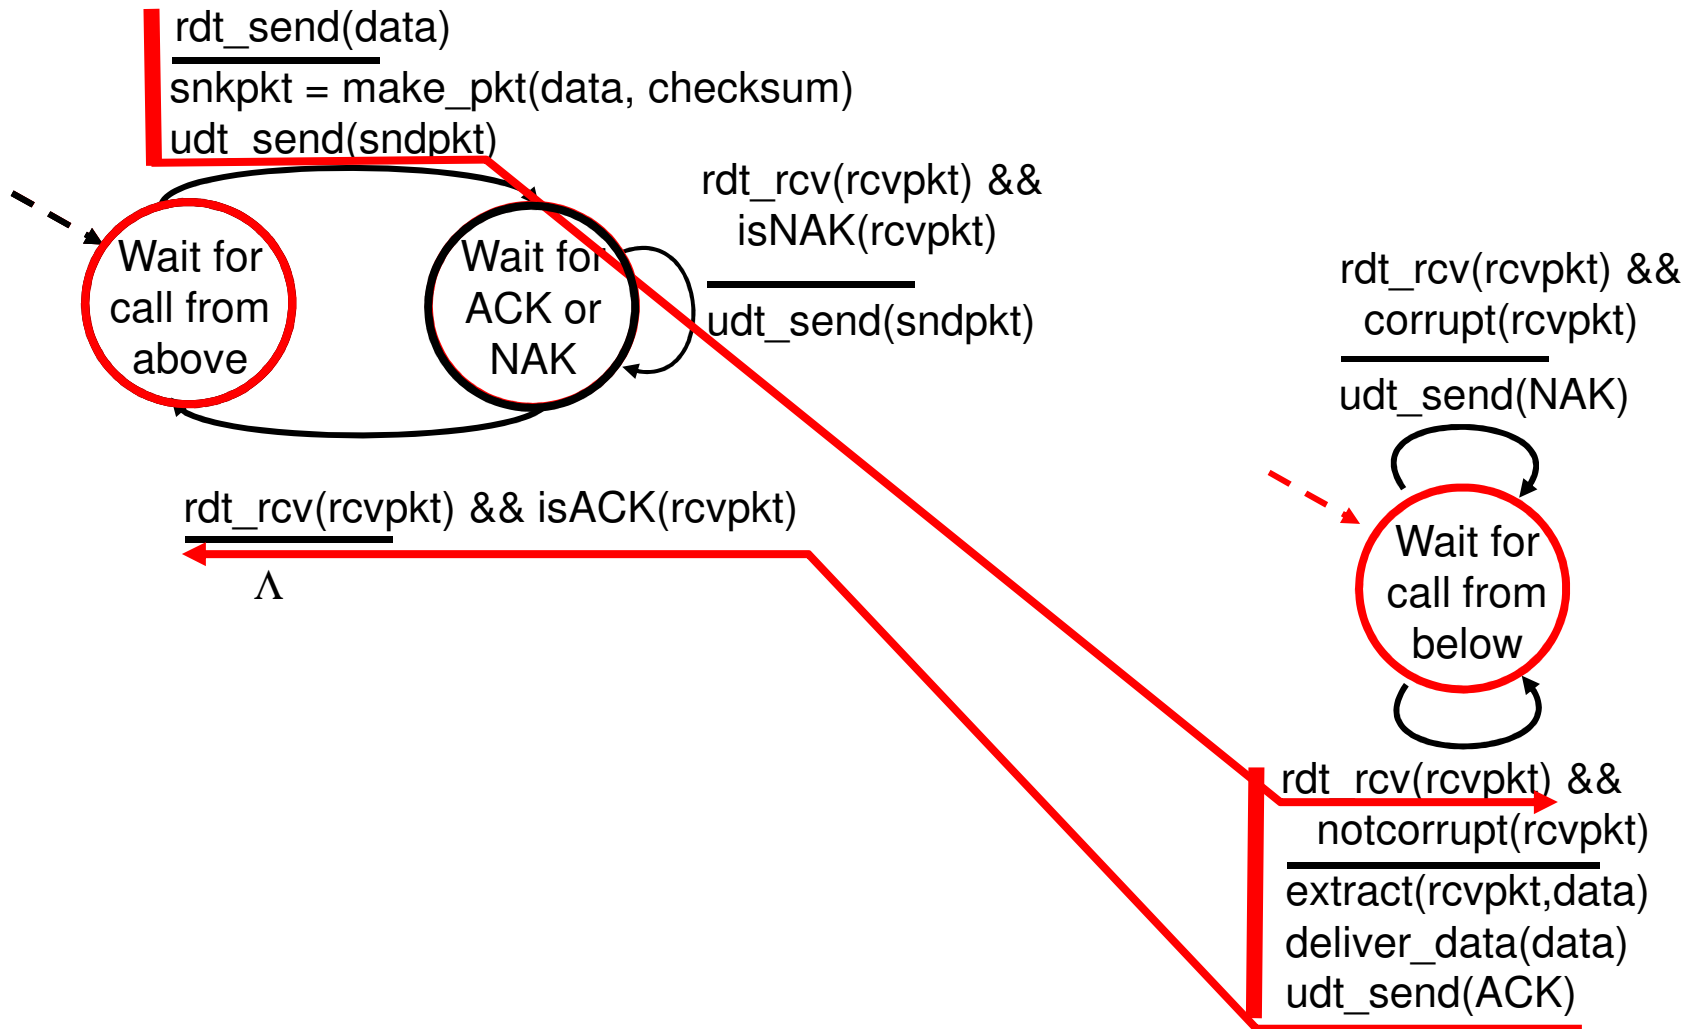 rdt_send(data)
snkpkt = make_pkt(data, checksum)
udt_send(sndpkt)
rdt_rcv(rcvpkt) &&
isNAK(rcvpkt)
udt_send(sndpkt)
Wait for
call from
above
Wait for
ACK or
NAK
rdt_rcv(rcvpkt) && isACK(rcvpkt)
Λ
rdt_rcv(rcvpkt) &&
corrupt(rcvpkt)
udt_send(NAK)
Wait for
call from
below
rdt_rcv(rcvpkt) &&
notcorrupt(rcvpkt)
extract(rcvpkt,data)
deliver_data(data)
udt_send(ACK)